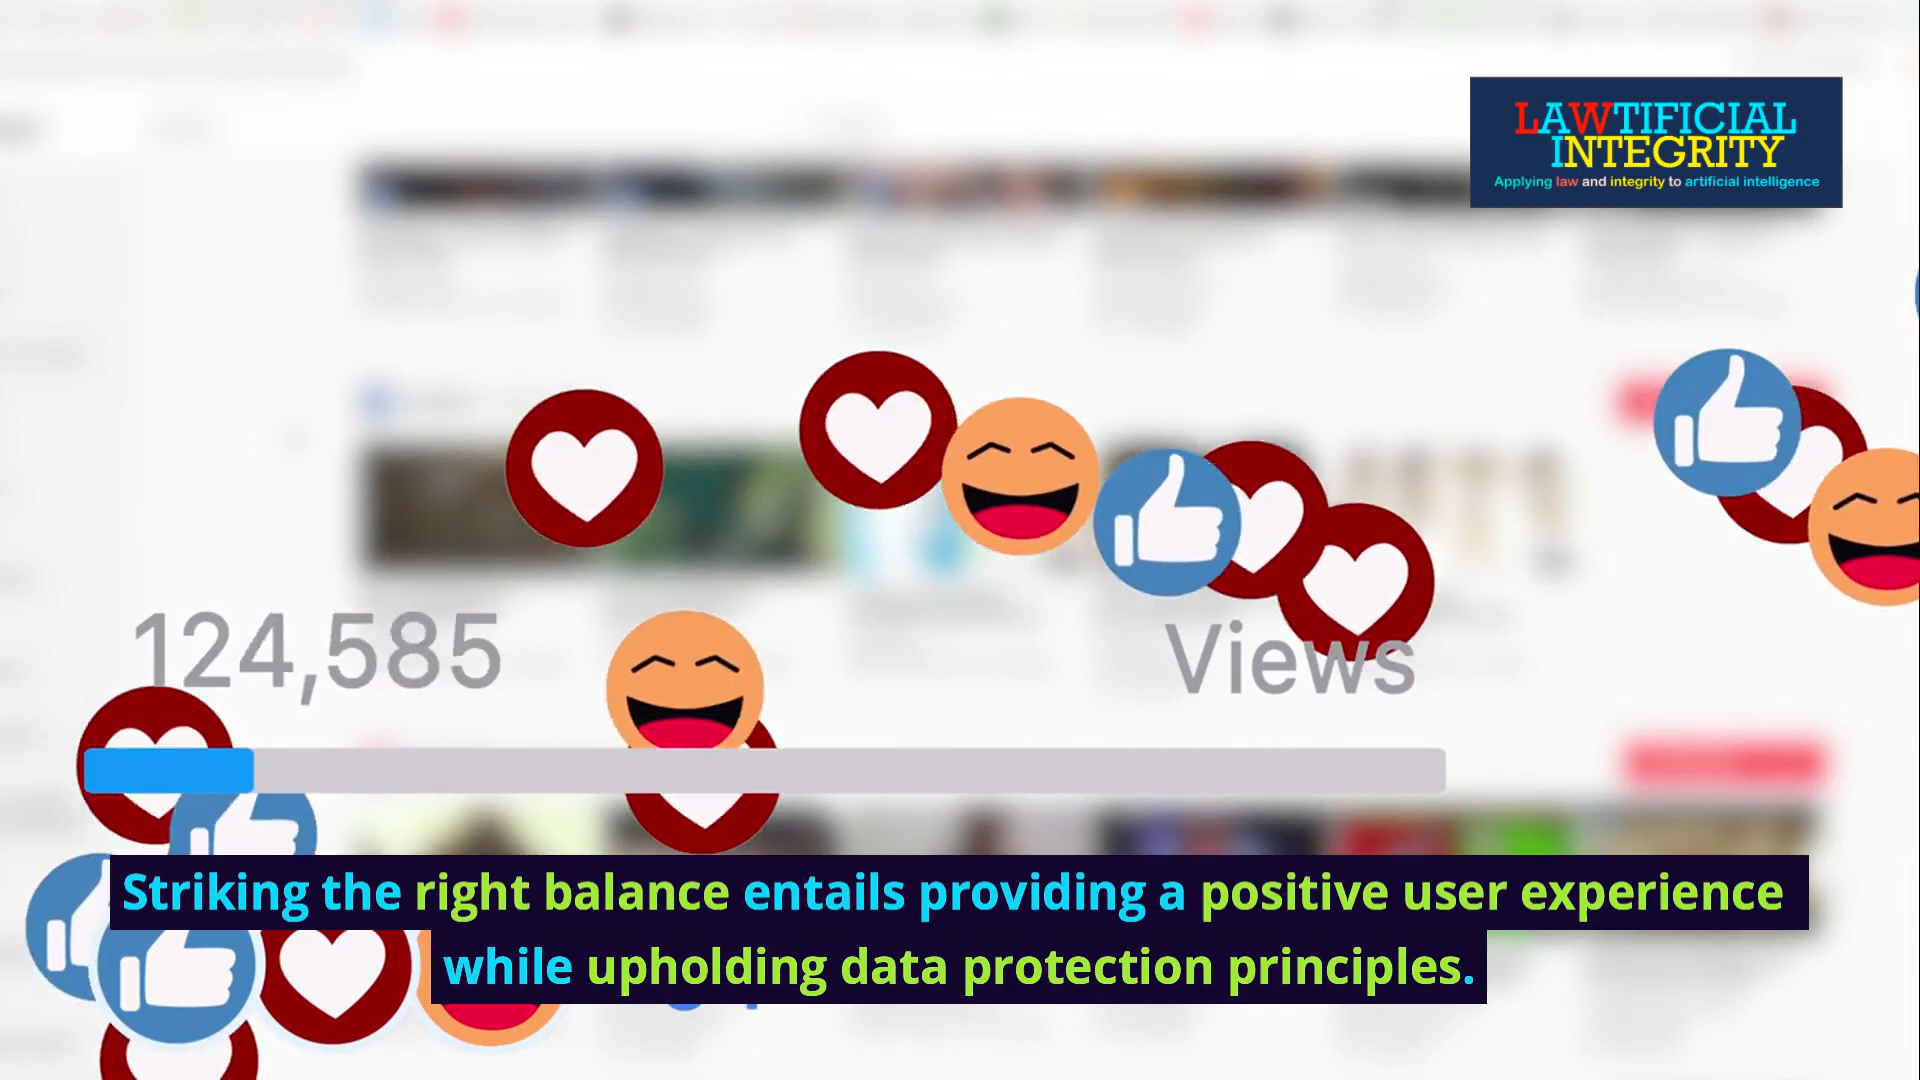 LAWTIFICIAL
INTEGRITY
Applying law and integrity to artificial intelligence
124,585
Views
Striking the right balance entails providing a positive user experience
while upholding data protection principles.